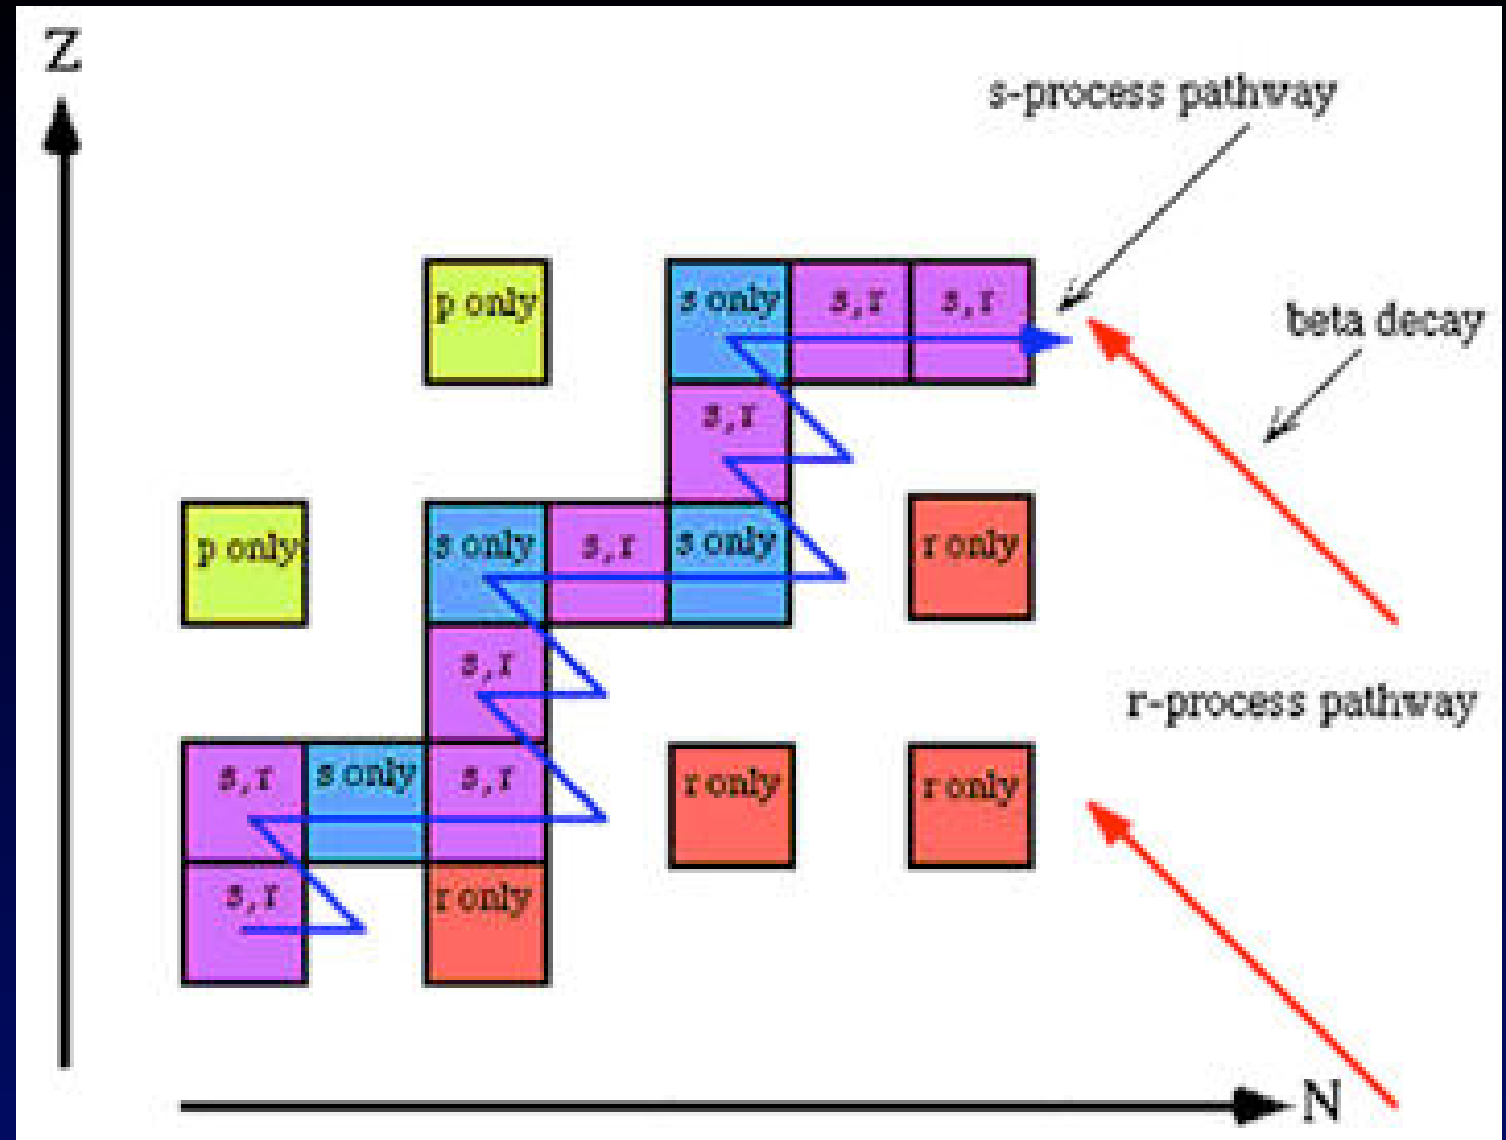 Z
s-process pathway
p only
s only
s,r
s,r
beta decay
s,r
p only
s only
s,r
s only
r only
s,r
r-process pathway
s,r
s only
s,r
r only
r only
s,r
r only
N